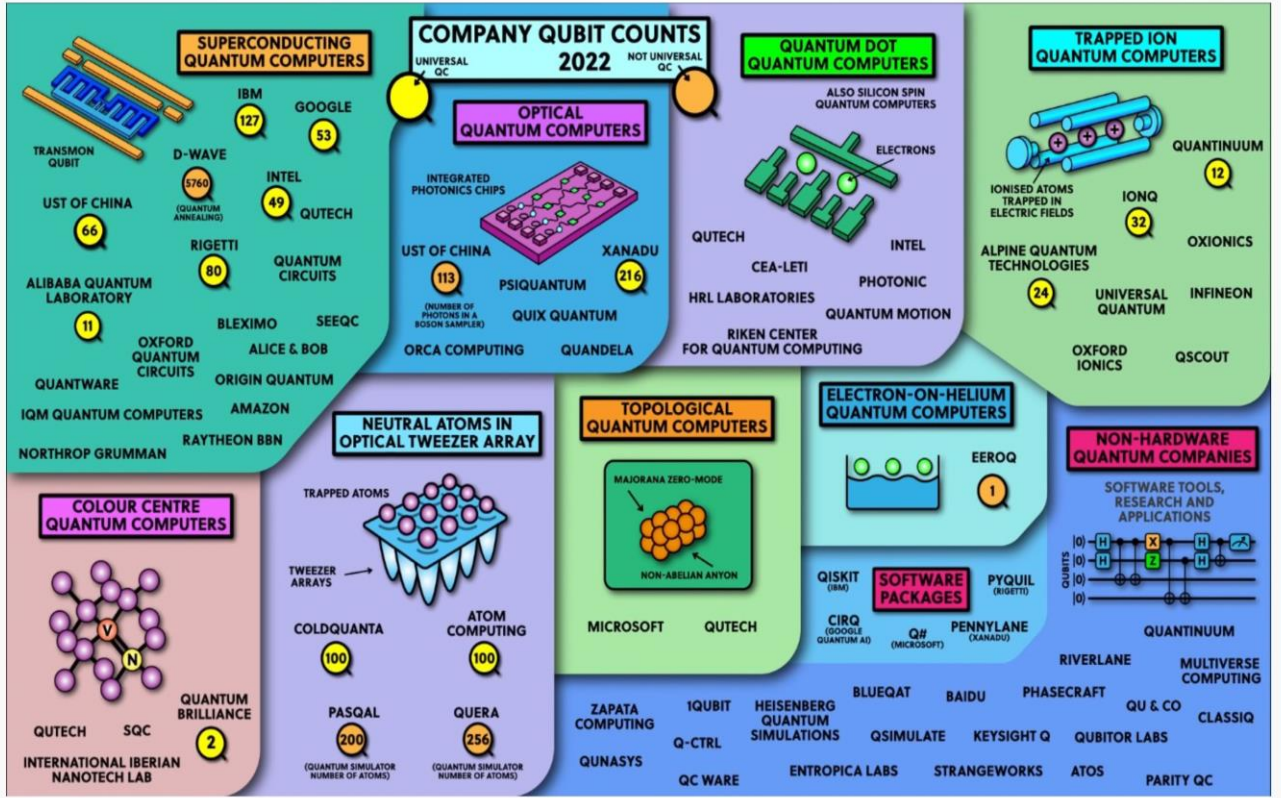 COMPANY QUBIT COUNTS
2022
UNIVERSAL
QC
NOT UNIVERSAL
QC
SUPERCONDUCTING
QUANTUM COMPUTERS
TRANSMON
QUBIT
IBM
127
GOOGLE
53
D-WAVE
5760
(QUANTUM
ANNEALING)
INTEL
49
QUTECH
UST OF CHINA
66
RIGETTI
80
QUANTUM
CIRCUITS
ALIBABA QUANTUM
LABORATORY
11
BLEXIMO
SEEQC
OXFORD
QUANTUM
CIRCUITS
ALICE & BOB
QUANTWARE
ORIGIN QUANTUM
IQM QUANTUM COMPUTERS
AMAZON
RAYTHEON BBN
NORTHROP GRUMMAN
OPTICAL
QUANTUM COMPUTERS
INTEGRATED
PHOTONICS CHIPS
UST OF CHINA
113
(NUMBER OF
PHOTONS IN A
BOSON SAMPLER)
XANADU
216
PSIQUANTUM
QUIX QUANTUM
ORCA COMPUTING
QUANDELA
QUANTUM DOT
QUANTUM COMPUTERS
ALSO SILICON SPIN
QUANTUM COMPUTERS
ELECTRONS
QUTECH
INTEL
CEA-LETI
PHOTONIC
HRL LABORATORIES
QUANTUM MOTION
RIKEN CENTER
FOR QUANTUM COMPUTING
TRAPPED ION
QUANTUM COMPUTERS
+ + +
IONISED ATOMS
TRAPPED IN
ELECTRIC FIELDS
QUANTINUUM
12
IONQ
32
OXIONICS
ALPINE QUANTUM
TECHNOLOGIES
24
UNIVERSAL
QUANTUM
INFINEON
OXFORD
IONICS
QSCOUT
COLOUR CENTRE
QUANTUM COMPUTERS
V
N
QUANTUM
BRILLIANCE
2
QUTECH
SQC
INTERNATIONAL IBERIAN
NANOTECH LAB
NEUTRAL ATOMS IN
OPTICAL TWEEZER ARRAY
TRAPPED ATOMS
TWEEZER
ARRAYS
COLDQUANTA
100
ATOM
COMPUTING
100
PASQAL
200
(QUANTUM SIMULATOR
NUMBER OF ATOMS)
QUERA
256
(QUANTUM SIMULATOR
NUMBER OF ATOMS)
TOPOLOGICAL
QUANTUM COMPUTERS
MAJORANA ZERO-MODE
NON-ABELIAN ANYON
MICROSOFT
QUTECH
ELECTRON-ON-HELIUM
QUANTUM COMPUTERS
EEROQ
1
SOFTWARE
PACKAGES
QISKIT
(IBM)
PYQUIL
(RIGETTI)
CIRQ
(GOOGLE
QUANTUM AI)
Q#
(MICROSOFT)
PENNYLANE
(XANADU)
NON-HARDWARE
QUANTUM COMPANIES
SOFTWARE TOOLS,
RESEARCH AND
APPLICATIONS
QUBITS
|0⟩ H X H
|0⟩ H Z H
|0⟩
|0⟩
QUANTINUUM
RIVERLANE
MULTIVERSE
COMPUTING
BLUEQAT
BAIDU
PHASECRAFT
QU & CO
CLASSIQ
ZAPATA
COMPUTING
1QUBIT
HEISENBERG
QUANTUM
SIMULATIONS
Q-CTRL
QSIMULATE
KEYSIGHT Q
QUBITOR LABS
QUNASYS
QC WARE
ENTROPICA LABS
STRANGEWORKS
ATOS
PARITY QC